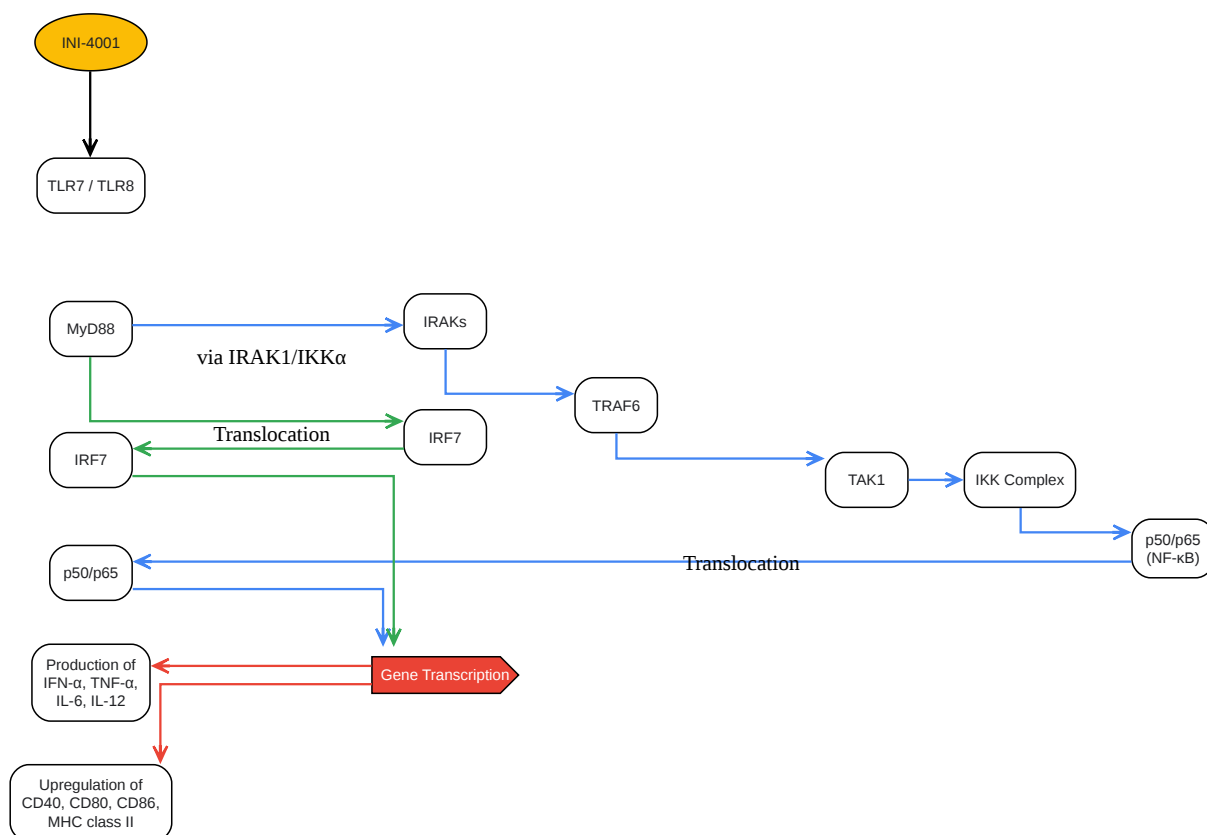 INI-4001
TLR7 / TLR8
MyD88
IRAKs
via IRAK1/IKKα
TRAF6
IRF7
Translocation
IRF7
TAK1
IKK Complex
p50/p65
(NF-κB)
Translocation
p50/p65
Production of
IFN-α, TNF-α,
IL-6, IL-12
Gene Transcription
Upregulation of
CD40, CD80, CD86,
MHC class II